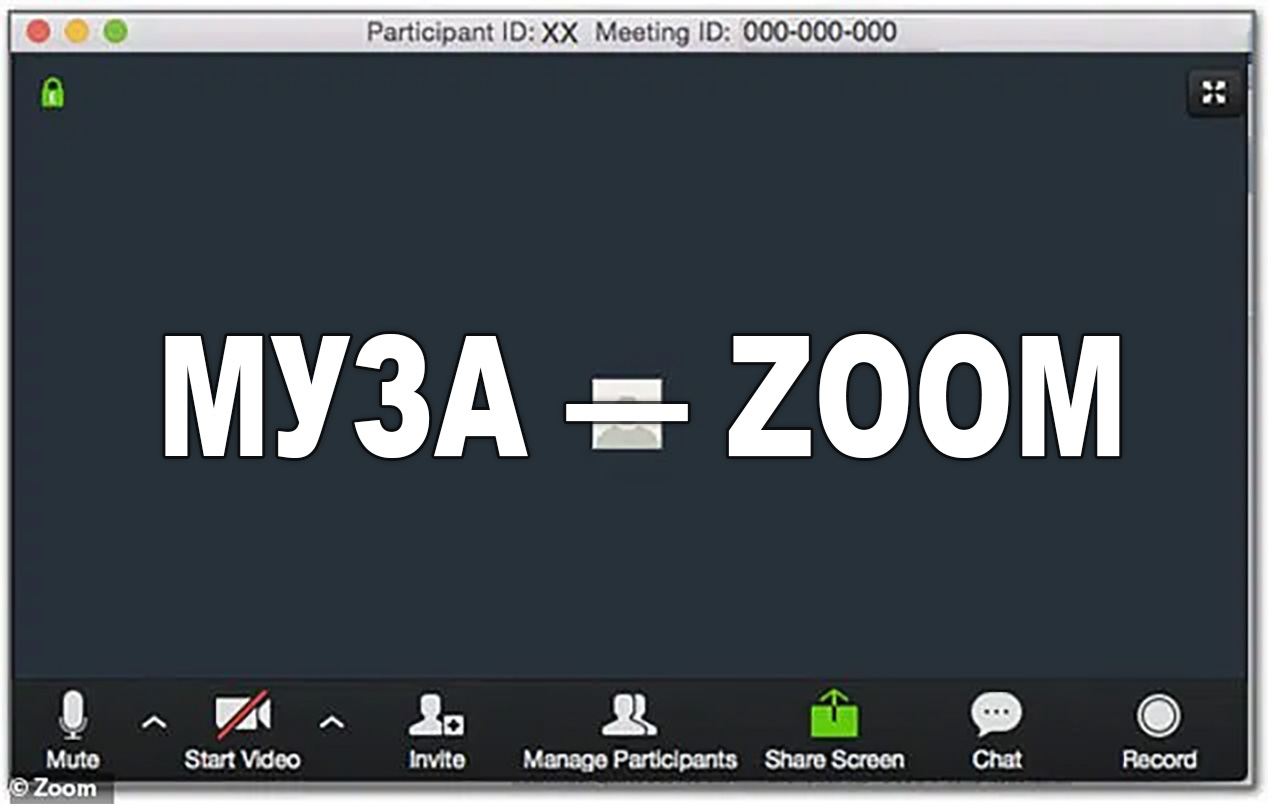 Participant ID: XX Meeting ID: 000-000-000
МУЗА — ZOOM
Mute Start Video Invite Manage Participants Share Screen Chat Record
© Zoom